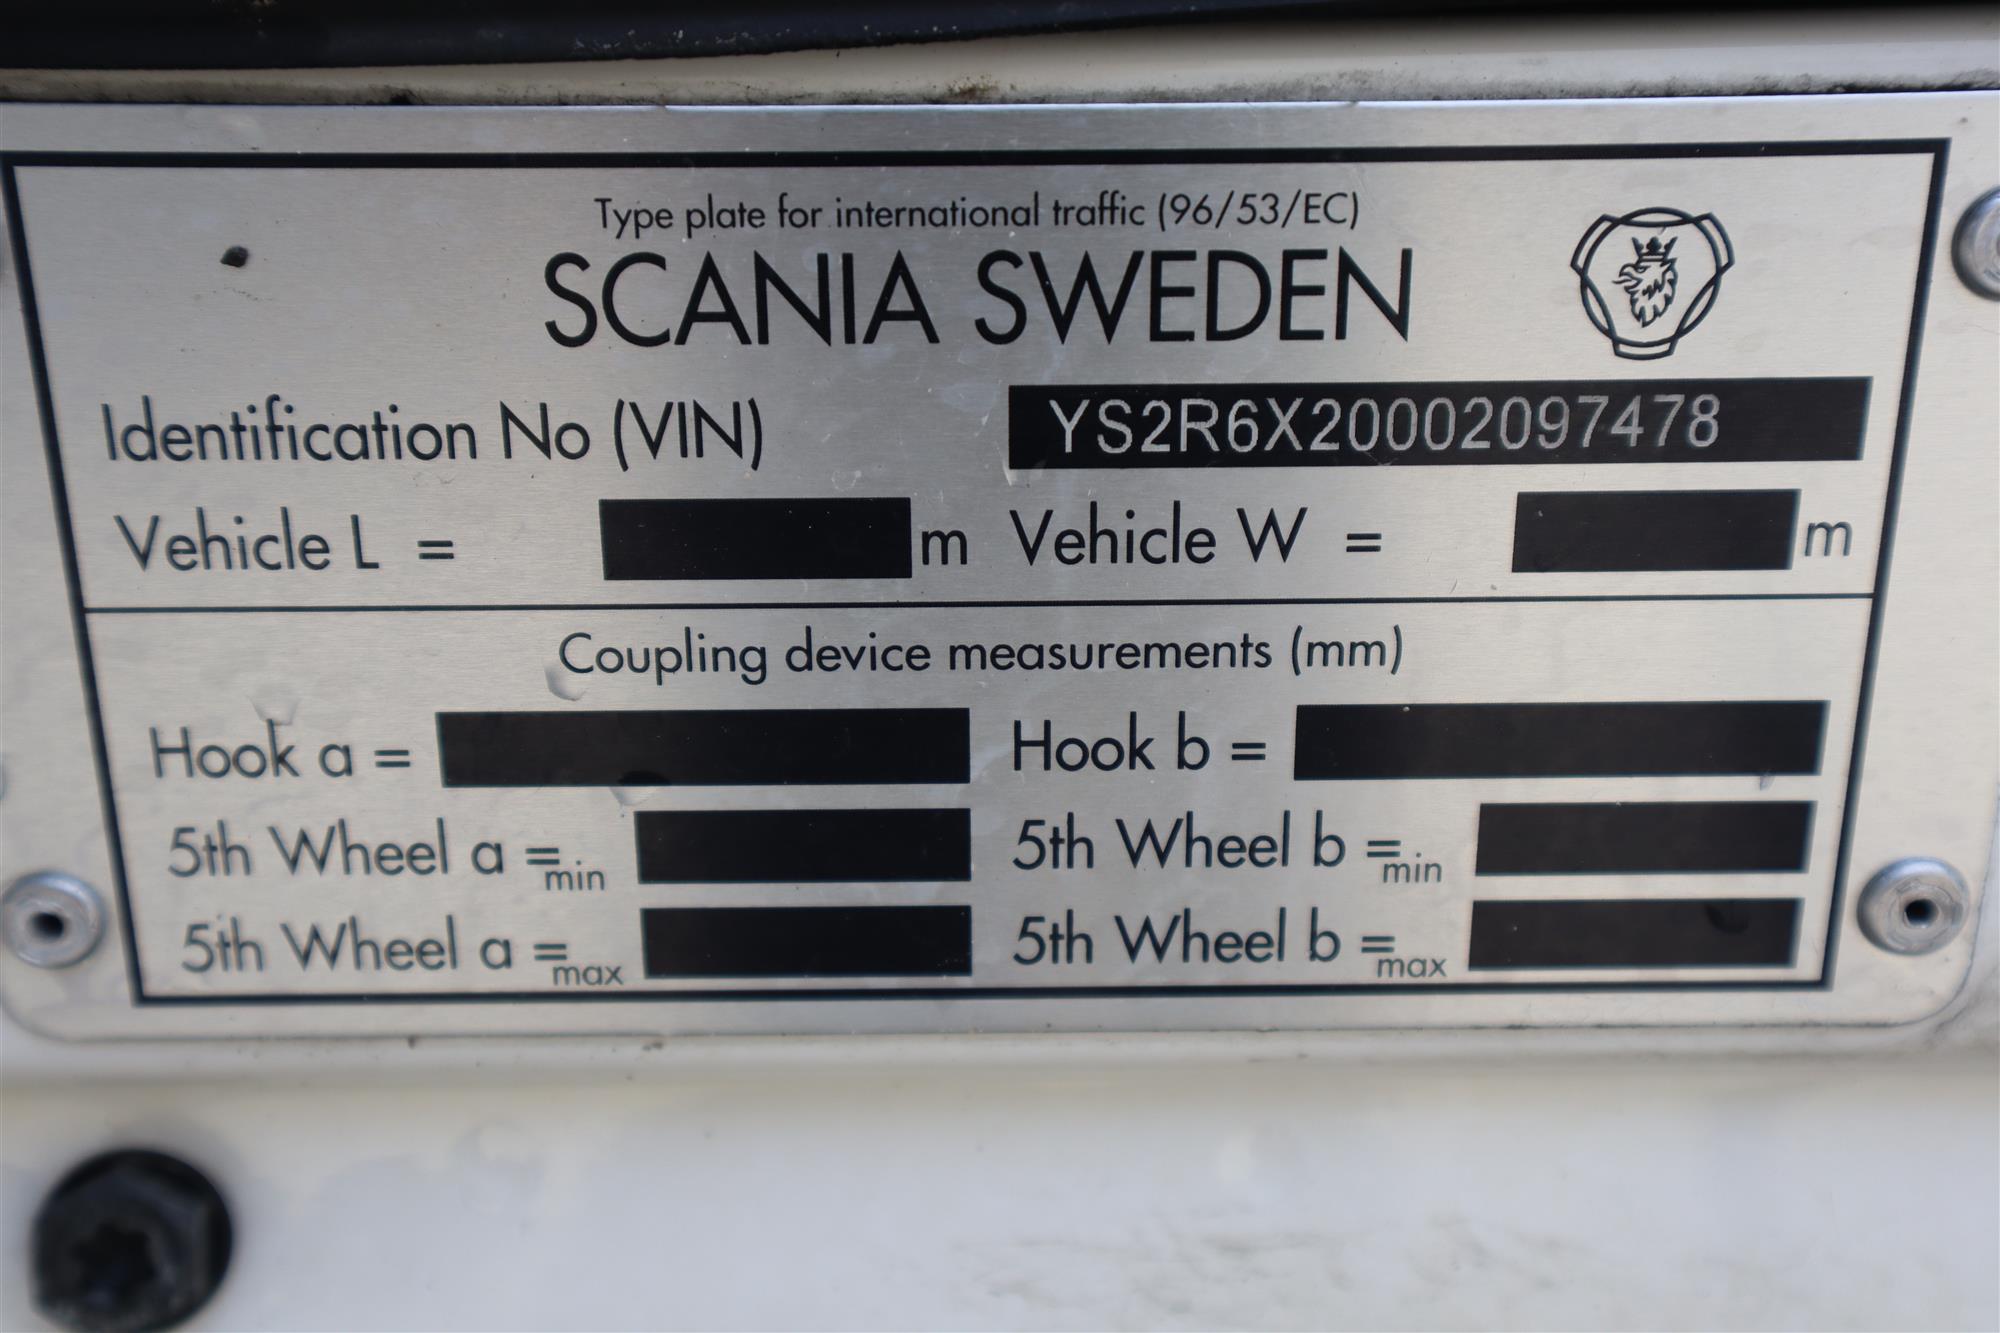 Type plate for international traffic (96/53/EC)
SCANIA SWEDEN
Identification No (VIN) YS2R6X20002097478
Vehicle L = m Vehicle W = m
Coupling device measurements (mm)
Hook a = Hook b =
5th Wheel a =min 5th Wheel b =min
5th Wheel a =max 5th Wheel b =max